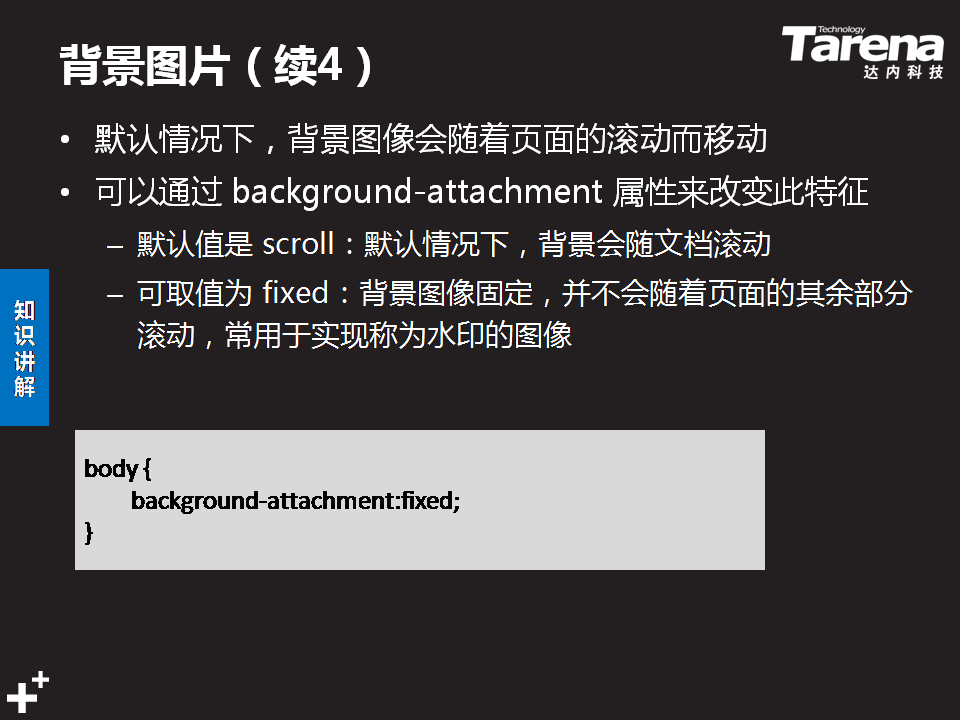 背景图片（续4）
Technology
Tarena
达内科技
• 默认情况下，背景图像会随着页面的滚动而移动
• 可以通过 background-attachment 属性来改变此特征
– 默认值是 scroll：默认情况下，背景会随文档滚动
– 可取值为 fixed：背景图像固定，并不会随着页面的其余部分
滚动，常用于实现称为水印的图像
知
识
讲
解
body {
background-attachment:fixed;
}